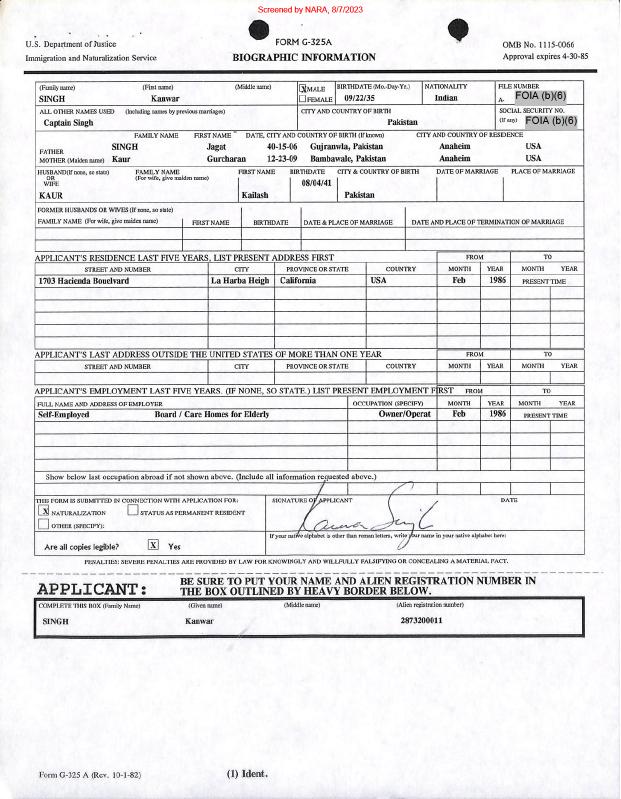 Screened by NARA, 8/7/2023
U.S. Department of Justice
Immigration and Naturalization Service
FORM G-325A
BIOGRAPHIC INFORMATION
OMB No. 1115-0066
Approval expires 4-30-85
(Family name) (First name) (Middle name) X MALE BIRTHDATE (Mo.-Day-Yr.) NATIONALITY FILE NUMBER
SINGH Kanwar FEMALE 09/22/35 Indian A- FOIA (b)(6)
ALL OTHER NAMES USED (Including names by previous marriages) CITY AND COUNTRY OF BIRTH SOCIAL SECURITY NO.
Captain Singh Pakistan (If any) FOIA (b)(6)
FAMILY NAME FIRST NAME DATE, CITY AND COUNTRY OF BIRTH (If known) CITY AND COUNTRY OF RESIDENCE
FATHER SINGH Jagat 40-15-06 Gujranwla, Pakistan Anaheim USA
MOTHER (Maiden name) Kaur Gurcharan 12-23-09 Bambawale, Pakistan Anaheim USA
HUSBAND(If none, so state) FAMILY NAME FIRST NAME BIRTHDATE CITY & COUNTRY OF BIRTH DATE OF MARRIAGE PLACE OF MARRIAGE
OR (For wife, give maiden name)
WIFE 08/04/41
KAUR Kailash Pakistan
FORMER HUSBANDS OR WIVES (If none, so state)
FAMILY NAME (For wife, give maiden name) FIRST NAME BIRTHDATE DATE & PLACE OF MARRIAGE DATE AND PLACE OF TERMINATION OF MARRIAGE
APPLICANT'S RESIDENCE LAST FIVE YEARS, LIST PRESENT ADDRESS FIRST FROM TO
STREET AND NUMBER CITY PROVINCE OR STATE COUNTRY MONTH YEAR MONTH YEAR
1703 Hacienda Bouelvard La Harba Heigh California USA Feb 1986 PRESENT TIME
APPLICANT'S LAST ADDRESS OUTSIDE THE UNITED STATES OF MORE THAN ONE YEAR FROM TO
STREET AND NUMBER CITY PROVINCE OR STATE COUNTRY MONTH YEAR MONTH YEAR
APPLICANT'S EMPLOYMENT LAST FIVE YEARS. (IF NONE, SO STATE.) LIST PRESENT EMPLOYMENT FIRST FROM TO
FULL NAME AND ADDRESS OF EMPLOYER OCCUPATION (SPECIFY) MONTH YEAR MONTH YEAR
Self-Employed Board / Care Homes for Elderly Owner/Operat Feb 1986 PRESENT TIME
Show below last occupation abroad if not shown above. (Include all information requested above.)
THIS FORM IS SUBMITTED IN CONNECTION WITH APPLICATION FOR: SIGNATURE OF APPLICANT DATE
X NATURALIZATION STATUS AS PERMANENT RESIDENT
OTHER (SPECIFY): Kanwar Singh
If your native alphabet is other than roman letters, write your name in your native alphabet here:
Are all copies legible? X Yes
PENALTIES: SEVERE PENALTIES ARE PROVIDED BY LAW FOR KNOWINGLY AND WILLFULLY FALSIFYING OR CONCEALING A MATERIAL FACT.
APPLICANT: BE SURE TO PUT YOUR NAME AND ALIEN REGISTRATION NUMBER IN
THE BOX OUTLINED BY HEAVY BORDER BELOW.
COMPLETE THIS BOX (Family Name) (Given name) (Middle name) (Alien registration number)
SINGH Kanwar 2873200011
Form G-325 A (Rev. 10-1-82) (1) Ident.